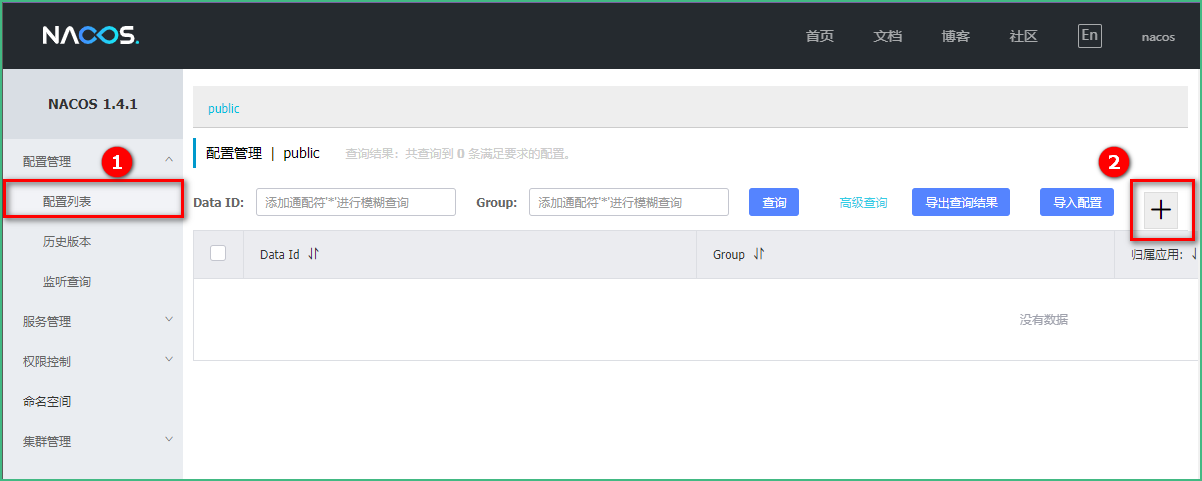 NACOS.
首页 文档 博客 社区 En nacos
NACOS 1.4.1
public
配置管理 1
配置管理 | public 查询结果：共查询到 0 条满足要求的配置。
2
配置列表
Data ID: 添加通配符'*'进行模糊查询 Group: 添加通配符'*'进行模糊查询 查询 高级查询 导出查询结果 导入配置 +
历史版本
Data Id Group 归属应用:
监听查询
服务管理
没有数据
权限控制
命名空间
集群管理